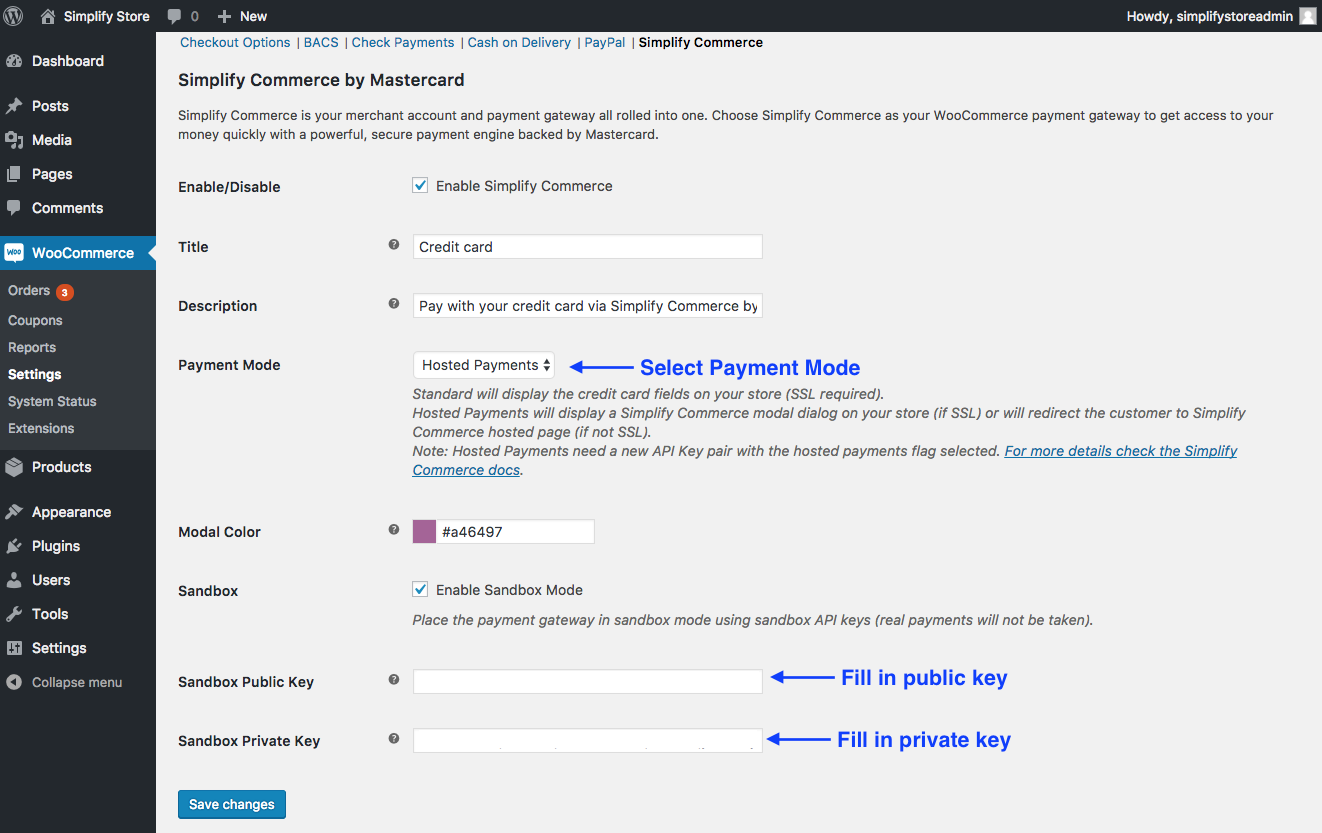 Simplify Store 0 New Howdy, simplifystoreadmin
Checkout Options | BACS | Check Payments | Cash on Delivery | PayPal | Simplify Commerce
Dashboard
Posts
Media
Pages
Comments
WOO WooCommerce
Orders 3
Coupons
Reports
Settings
System Status
Extensions
Products
Appearance
Plugins
Users
Tools
Settings
Collapse menu
Simplify Commerce by Mastercard
Simplify Commerce is your merchant account and payment gateway all rolled into one. Choose Simplify Commerce as your WooCommerce payment gateway to get access to your
money quickly with a powerful, secure payment engine backed by Mastercard.
Enable/Disable Enable Simplify Commerce
Title ? Credit card
Description ? Pay with your credit card via Simplify Commerce by
Payment Mode Hosted Payments Select Payment Mode
Standard will display the credit card fields on your store (SSL required).
Hosted Payments will display a Simplify Commerce modal dialog on your store (if SSL) or will redirect the customer to Simplify
Commerce hosted page (if not SSL).
Note: Hosted Payments need a new API Key pair with the hosted payments flag selected. For more details check the Simplify
Commerce docs.
Modal Color ? #a46497
Sandbox Enable Sandbox Mode
Place the payment gateway in sandbox mode using sandbox API keys (real payments will not be taken).
Sandbox Public Key ? Fill in public key
Sandbox Private Key ? Fill in private key
Save changes